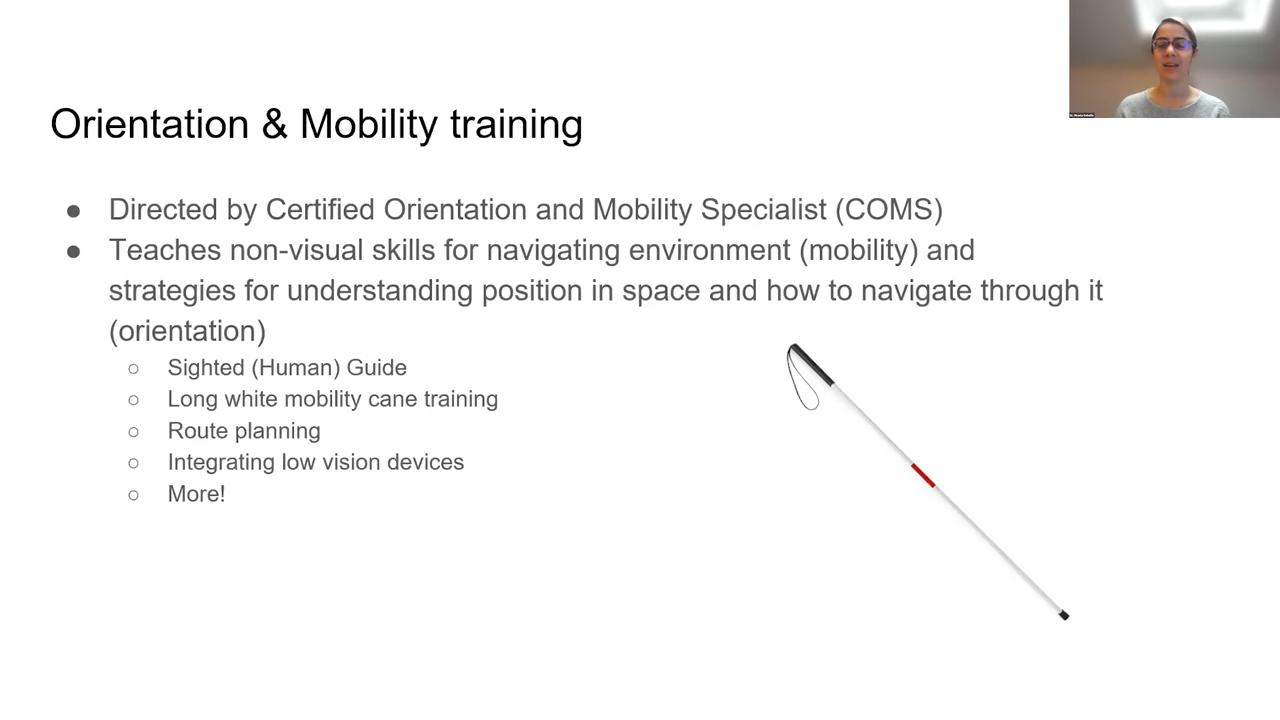 Orientation & Mobility training
● Directed by Certified Orientation and Mobility Specialist (COMS)
● Teaches non-visual skills for navigating environment (mobility) and
strategies for understanding position in space and how to navigate through it
(orientation)
○ Sighted (Human) Guide
○ Long white mobility cane training
○ Route planning
○ Integrating low vision devices
○ More!